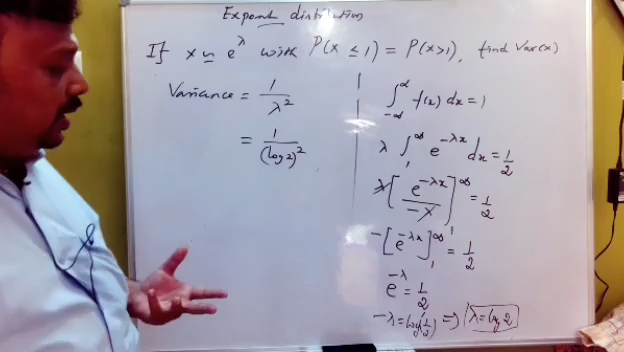 distribution
If x ~ e^λ with P(x ≤ 1) = P(x>1), find Var(x)
Variance = 1/λ²
= 1/(log 2)²
∫_{-∞}^{∞} f(x) dx = 1
λ ∫_1^∞ e^{-λx} dx = 1/2
λ[e^{-λx}/-λ]_1^∞ = 1/2
-[e^{-λx}]_1^∞ = 1/2
e^{-λ} = 1/2
-λ = log(1/2) ⇒ λ = log 2